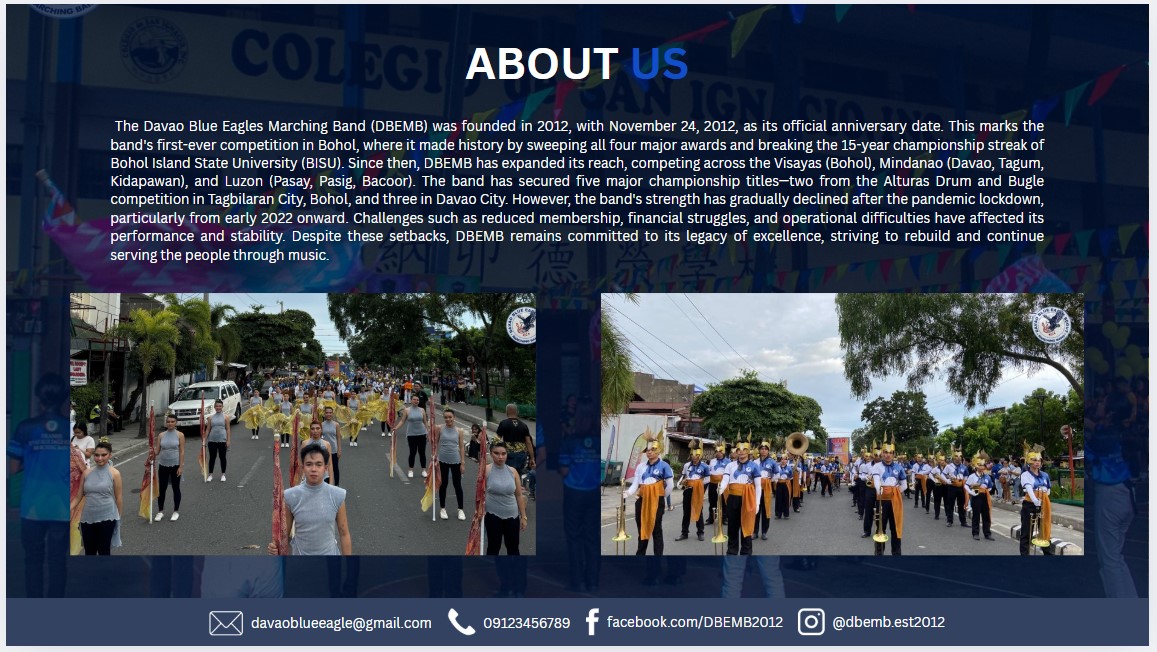 COLEGIO de SAN IGNACIO, INC.
ABOUT US
The Davao Blue Eagles Marching Band (DBEMB) was founded in 2012, with November 24, 2012, as its official anniversary date. This marks the
band's first-ever competition in Bohol, where it made history by sweeping all four major awards and breaking the 15-year championship streak of
Bohol Island State University (BISU). Since then, DBEMB has expanded its reach, competing across the Visayas (Bohol), Mindanao (Davao, Tagum,
Kidapawan), and Luzon (Pasay, Pasig, Bacoor). The band has secured five major championship titles—two from the Alturas Drum and Bugle
competition in Tagbilaran City, Bohol, and three in Davao City. However, the band's strength has gradually declined after the pandemic lockdown,
particularly from early 2022 onward. Challenges such as reduced membership, financial struggles, and operational difficulties have affected its
performance and stability. Despite these setbacks, DBEMB remains committed to its legacy of excellence, striving to rebuild and continue
serving the people through music.
davaoblueeagle@gmail.com 09123456789 facebook.com/DBEMB2012 @dbemb.est2012